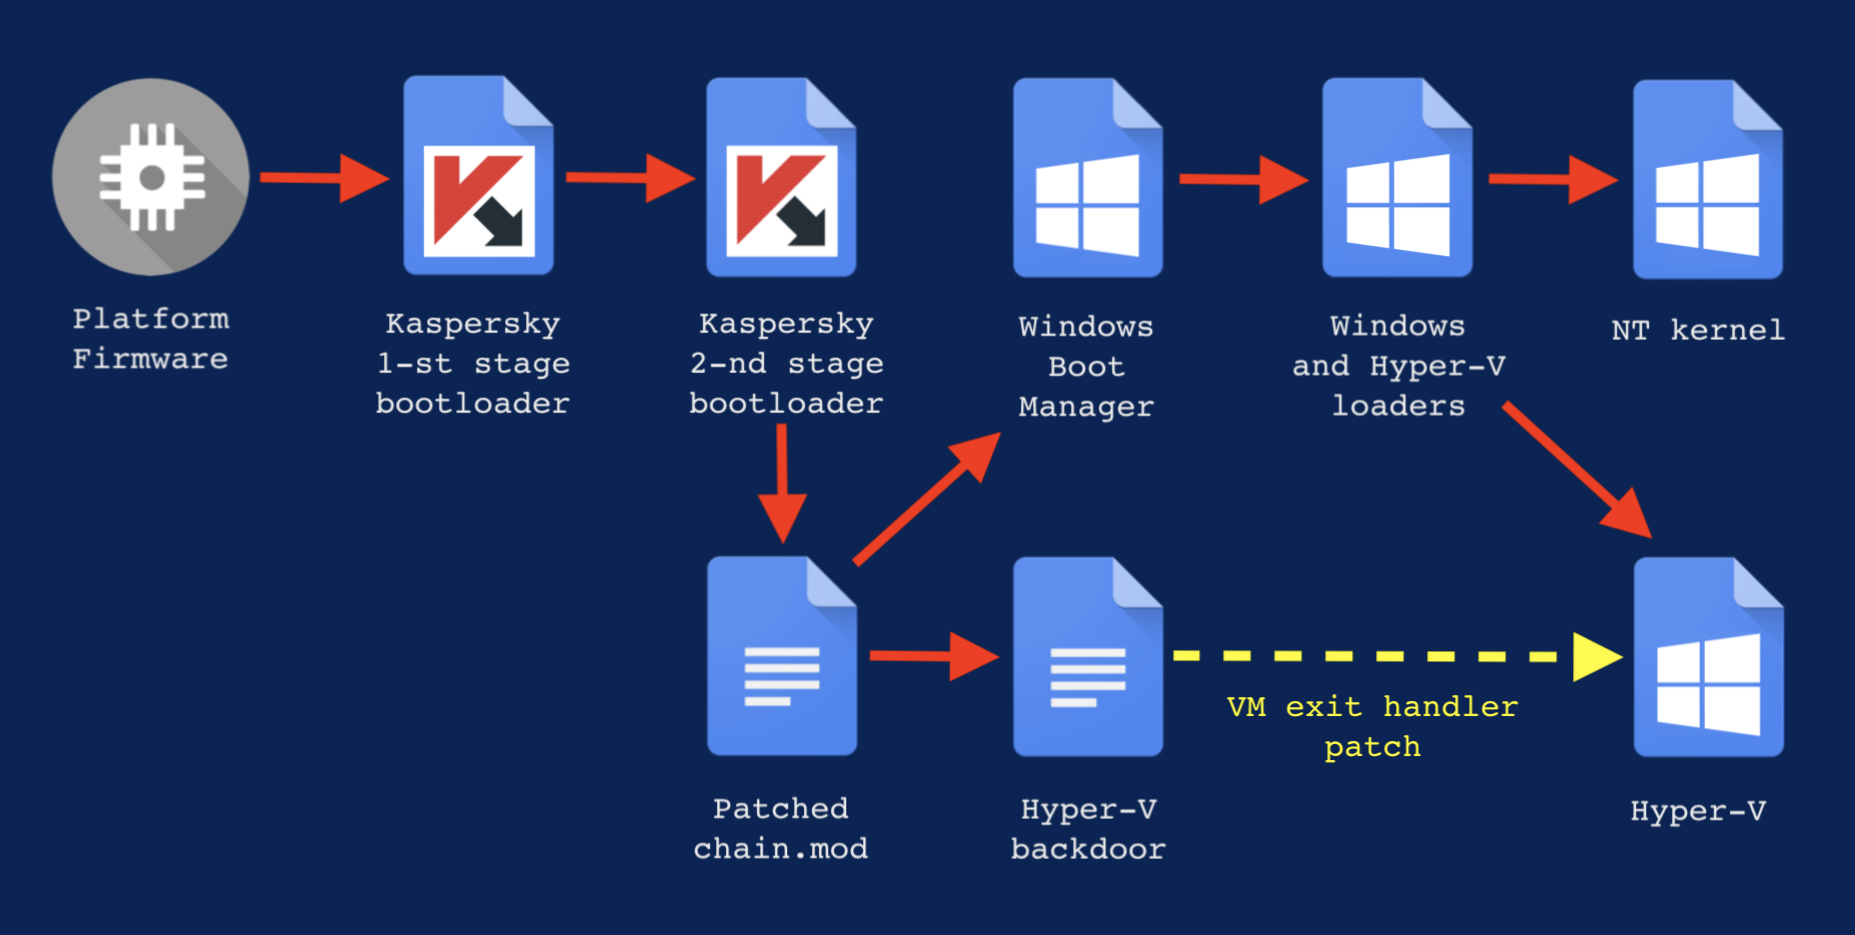 Platform
Firmware
Kaspersky
1-st stage
bootloader
Kaspersky
2-nd stage
bootloader
Windows
Boot
Manager
Windows
and Hyper-V
loaders
NT kernel
VM exit handler
patch
Patched
chain.mod
Hyper-V
backdoor
Hyper-V